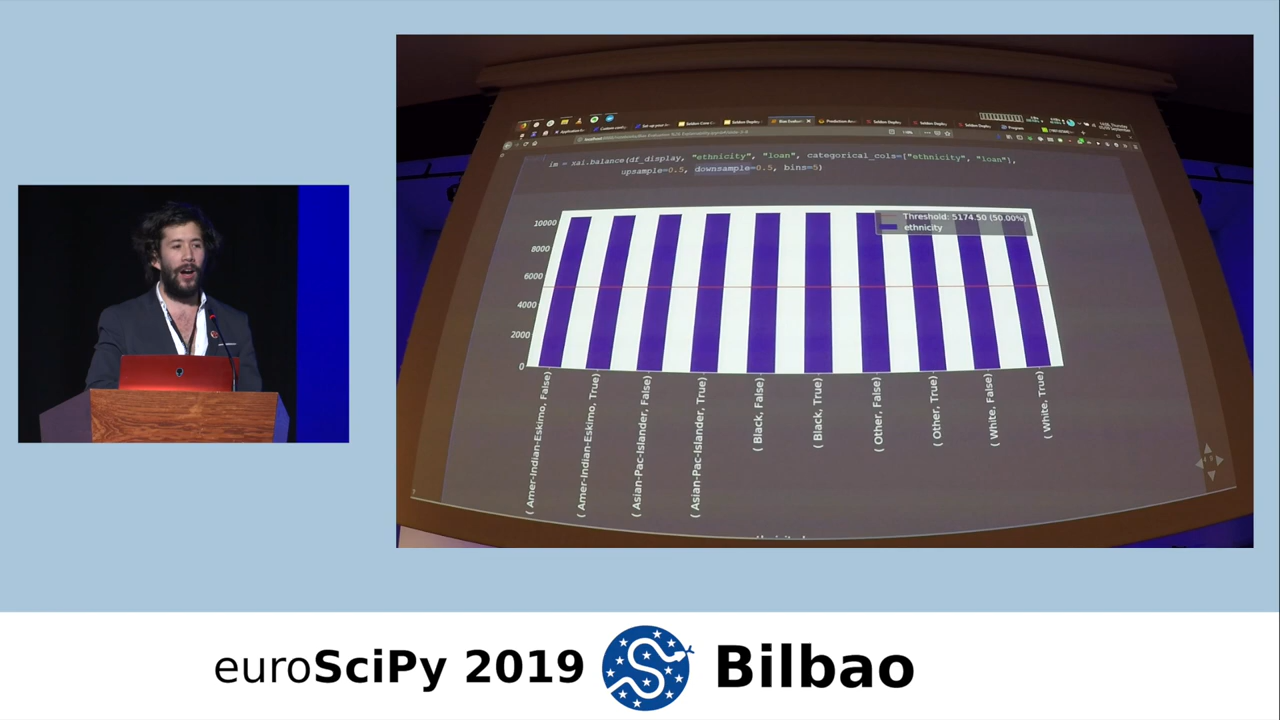 im = xai.balance(df_display, "ethnicity", "loan", categorical_cols=["ethnicity", "loan"],
upsample=0.5, downsample=0.5, bins=5)
Threshold: 5174.50 (50.00%)
ethnicity
10000
8000
6000
4000
2000
0
( Amer-Indian-Eskimo, False)
( Amer-Indian-Eskimo, True)
( Asian-Pac-Islander, False)
( Asian-Pac-Islander, True)
( Black, False)
( Black, True)
( Other, False)
( Other, True)
( White, False)
( White, True)
euroSciPy 2019 Bilbao